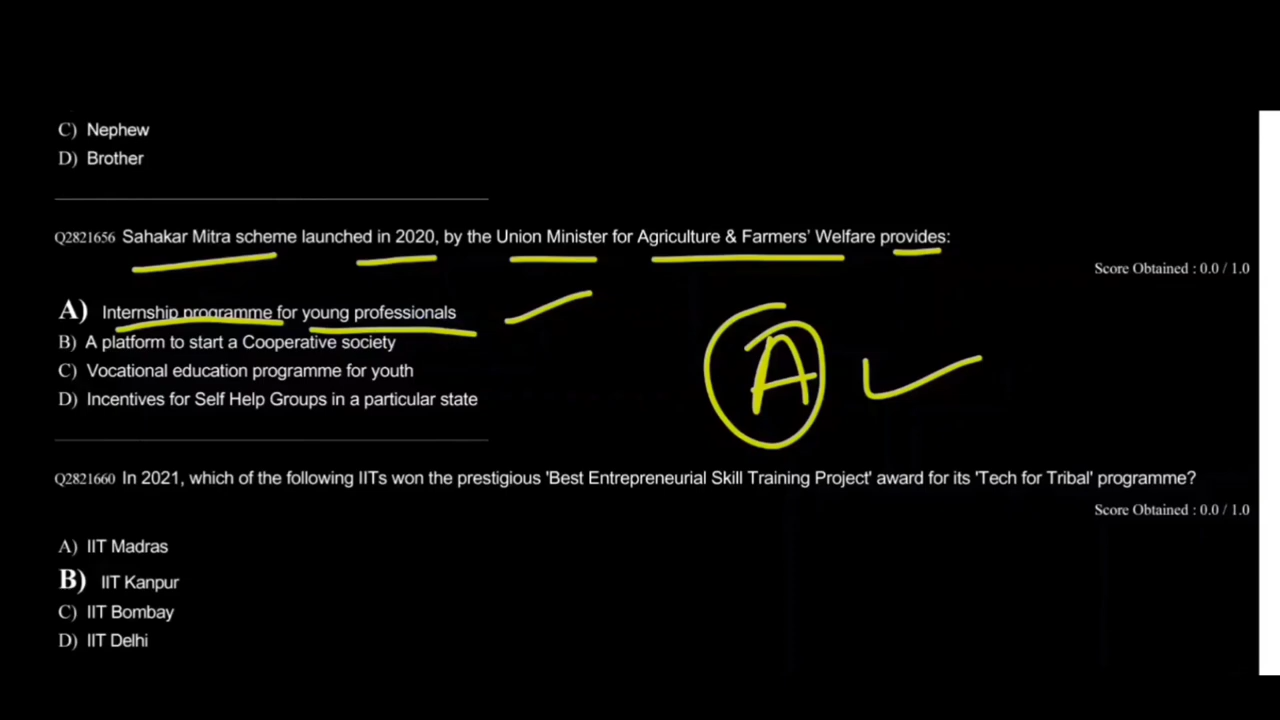 C) Nephew
D) Brother
Q2821656 Sahakar Mitra scheme launched in 2020, by the Union Minister for Agriculture & Farmers' Welfare provides:
Score Obtained : 0.0 / 1.0
A) Internship programme for young professionals
B) A platform to start a Cooperative society
C) Vocational education programme for youth
D) Incentives for Self Help Groups in a particular state
A
Q2821660 In 2021, which of the following IITs won the prestigious 'Best Entrepreneurial Skill Training Project' award for its 'Tech for Tribal' programme?
Score Obtained : 0.0 / 1.0
A) IIT Madras
B) IIT Kanpur
C) IIT Bombay
D) IIT Delhi